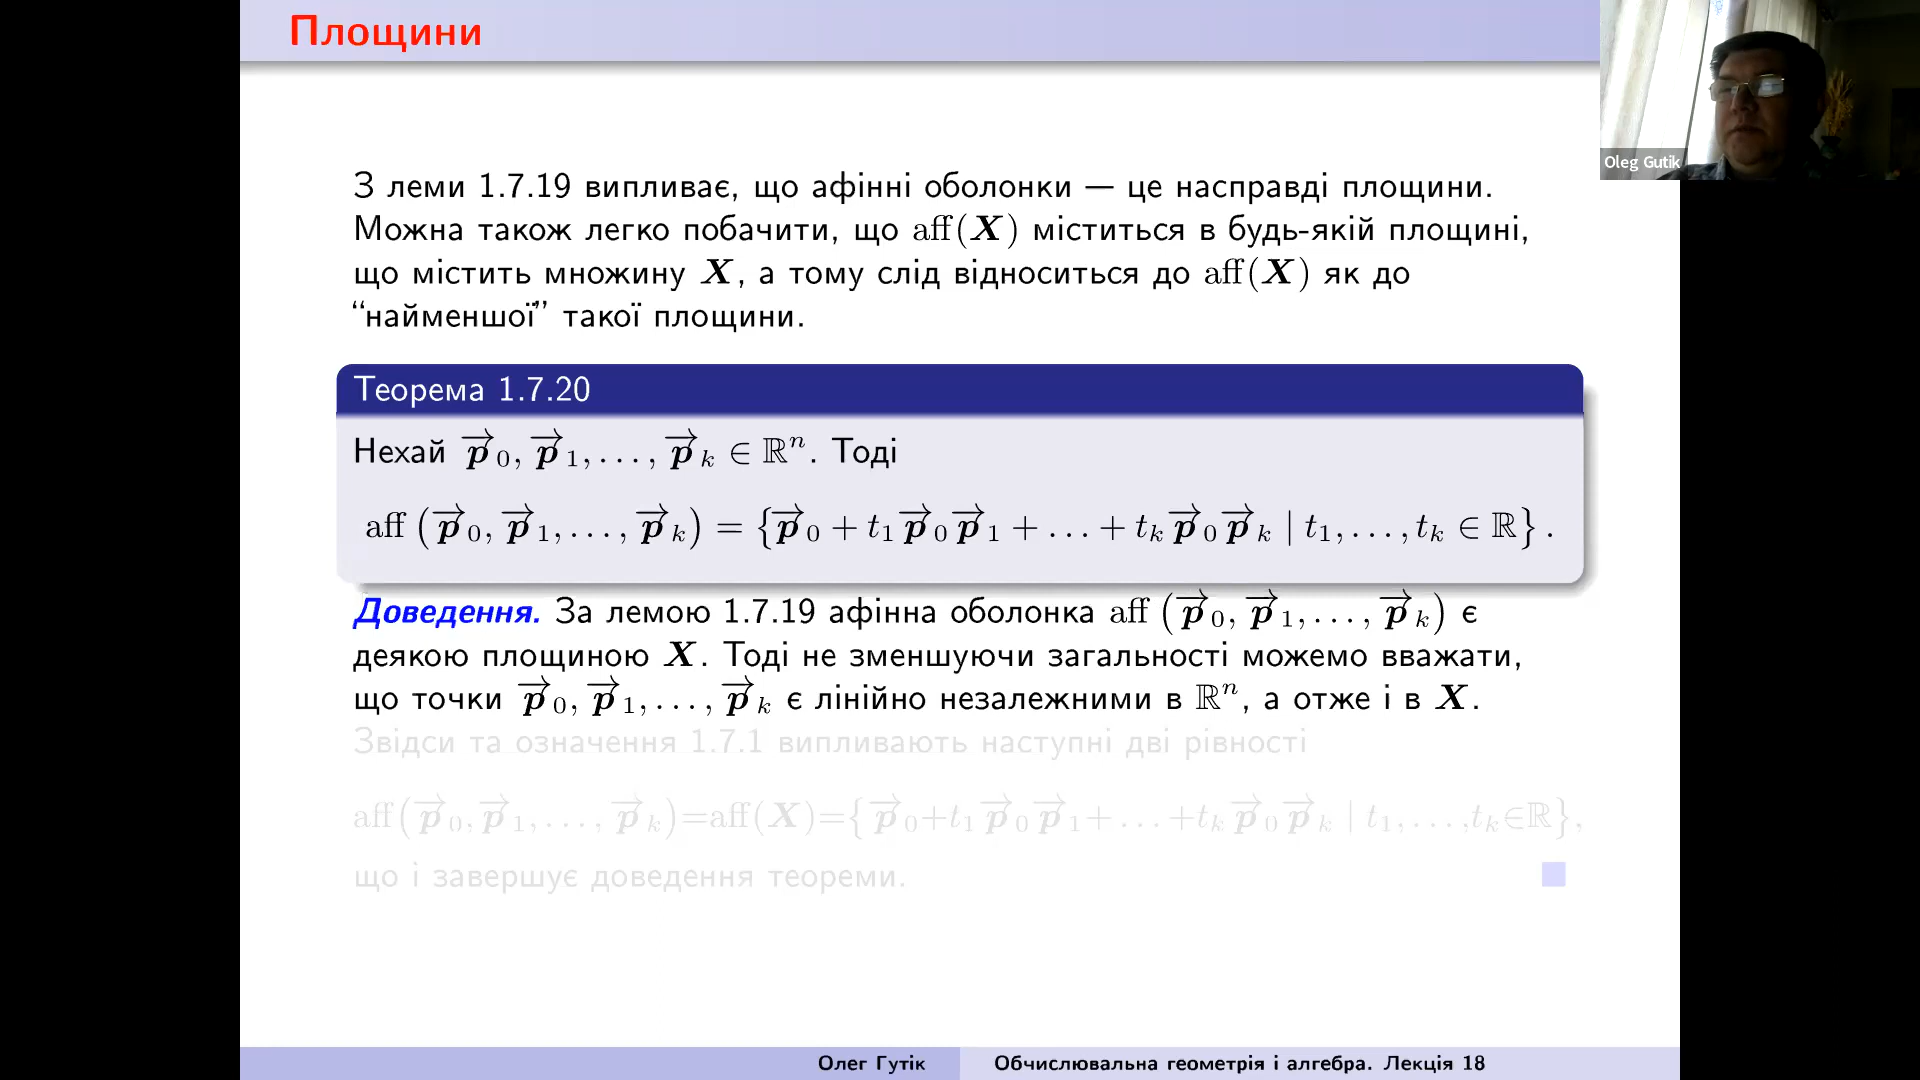 Площини
Oleg Gutik
З леми 1.7.19 випливає, що афінні оболонки — це насправді площини.
Можна також легко побачити, що aff(X) міститься в будь-якій площині,
що містить множину X, а тому слід відноситься до aff(X) як до
“найменшої” такої площини.
Теорема 1.7.20
Нехай p⃗₀, p⃗₁, . . . , p⃗ₖ ∈ ℝⁿ. Тоді
aff (p⃗₀, p⃗₁, . . . , p⃗ₖ) = {p⃗₀ + t₁p⃗₀p⃗₁ + . . . + tₖp⃗₀p⃗ₖ | t₁, . . . , tₖ ∈ ℝ} .
Доведення. За лемою 1.7.19 афінна оболонка aff (p⃗₀, p⃗₁, . . . , p⃗ₖ) є
деякою площиною X. Тоді не зменшуючи загальності можемо вважати,
що точки p⃗₀, p⃗₁, . . . , p⃗ₖ є лінійно незалежними в ℝⁿ, а отже і в X.
Звідси та означення 1.7.1 випливають наступні дві рівності
aff(p⃗₀, p⃗₁, . . . , p⃗ₖ)=aff(X)={p⃗₀+t₁p⃗₀p⃗₁+ . . . +tₖp⃗₀p⃗ₖ | t₁, . . . ,tₖ∈ℝ},
що і завершує доведення теореми.
Олег Гутік
Обчислювальна геометрія і алгебра. Лекція 18